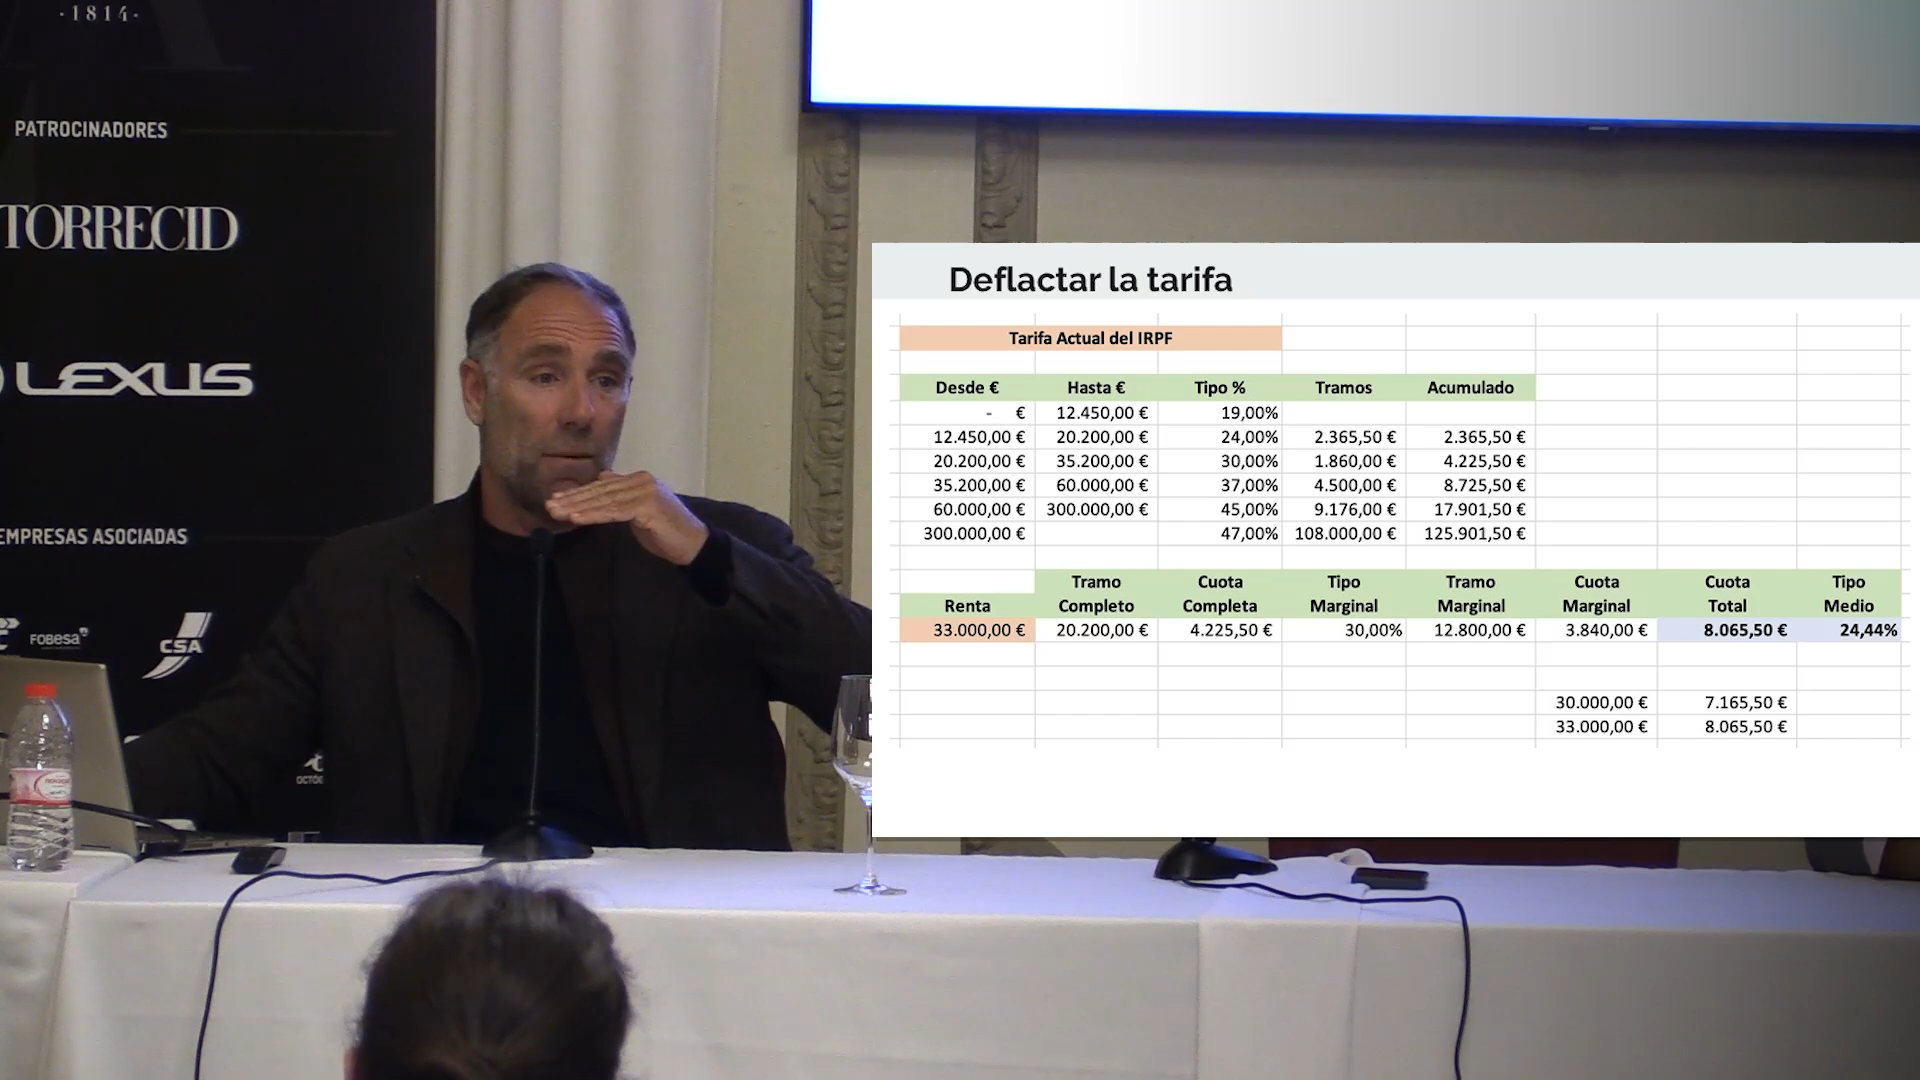 ·1814·
PATROCINADORES
TORRECID
LEXUS
EMPRESAS ASOCIADAS
FOBESA
CSA
Deflactar la tarifa
Tarifa Actual del IRPF
Desde € Hasta € Tipo % Tramos Acumulado
- € 12.450,00 € 19,00%
12.450,00 € 20.200,00 € 24,00% 2.365,50 € 2.365,50 €
20.200,00 € 35.200,00 € 30,00% 1.860,00 € 4.225,50 €
35.200,00 € 60.000,00 € 37,00% 4.500,00 € 8.725,50 €
60.000,00 € 300.000,00 € 45,00% 9.176,00 € 17.901,50 €
300.000,00 € 47,00% 108.000,00 € 125.901,50 €
Tramo Cuota Tipo Tramo Cuota Cuota Tipo
Renta Completo Completa Marginal Marginal Marginal Total Medio
33.000,00 € 20.200,00 € 4.225,50 € 30,00% 12.800,00 € 3.840,00 € 8.065,50 € 24,44%
30.000,00 € 7.165,50 €
33.000,00 € 8.065,50 €